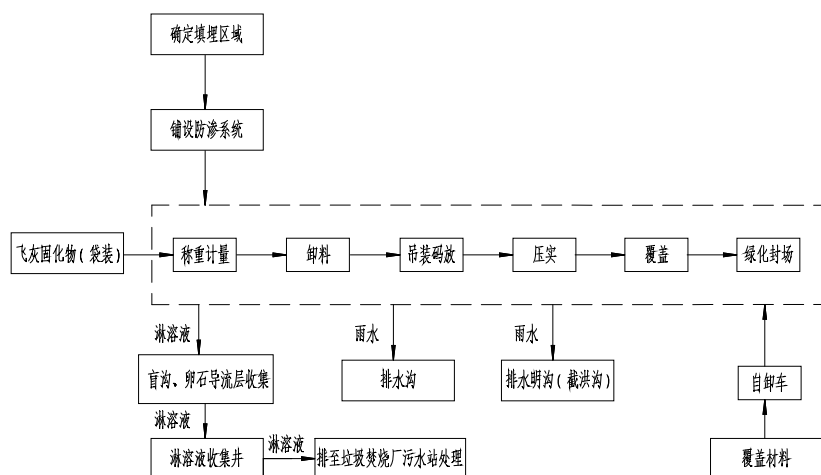 确定填埋区域
铺设防渗系统
飞灰固化物(袋装)
称重计量
卸料
吊装码放
压实
覆盖
绿化封场
淋溶液
雨水
雨水
盲沟、卵石导流层收集
排水沟
排水明沟(截洪沟)
自卸车
淋溶液
淋溶液收集井
淋溶液
排至垃圾焚烧厂污水站处理
覆盖材料